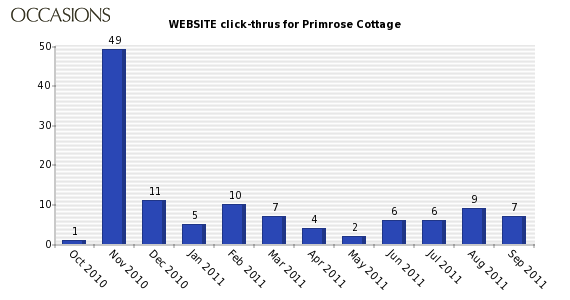 OCCASIONS
WEBSITE click-thrus for Primrose Cottage
50
40
30
20
10
0
1
49
11
5
10
7
4
2
6
6
9
7
Oct 2010
Nov 2010
Dec 2010
Jan 2011
Feb 2011
Mar 2011
Apr 2011
May 2011
Jun 2011
Jul 2011
Aug 2011
Sep 2011